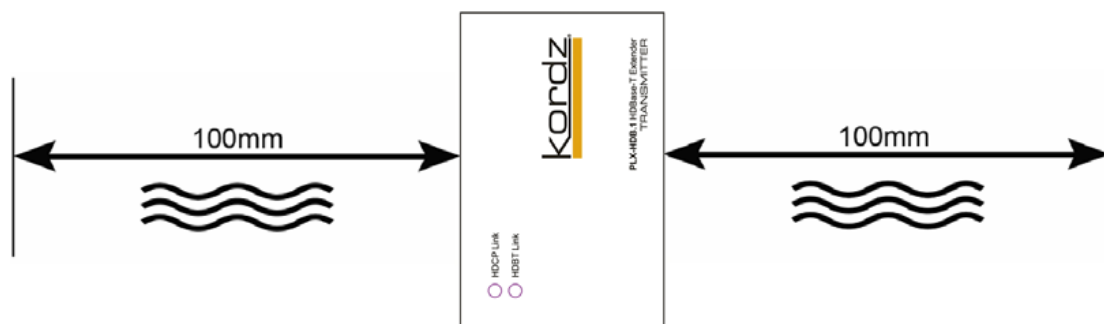 100mm
kordz
PLX-HDB.1 HDBase-T Extender
TRANSMITTER
HDCP Link
HDBT Link
100mm